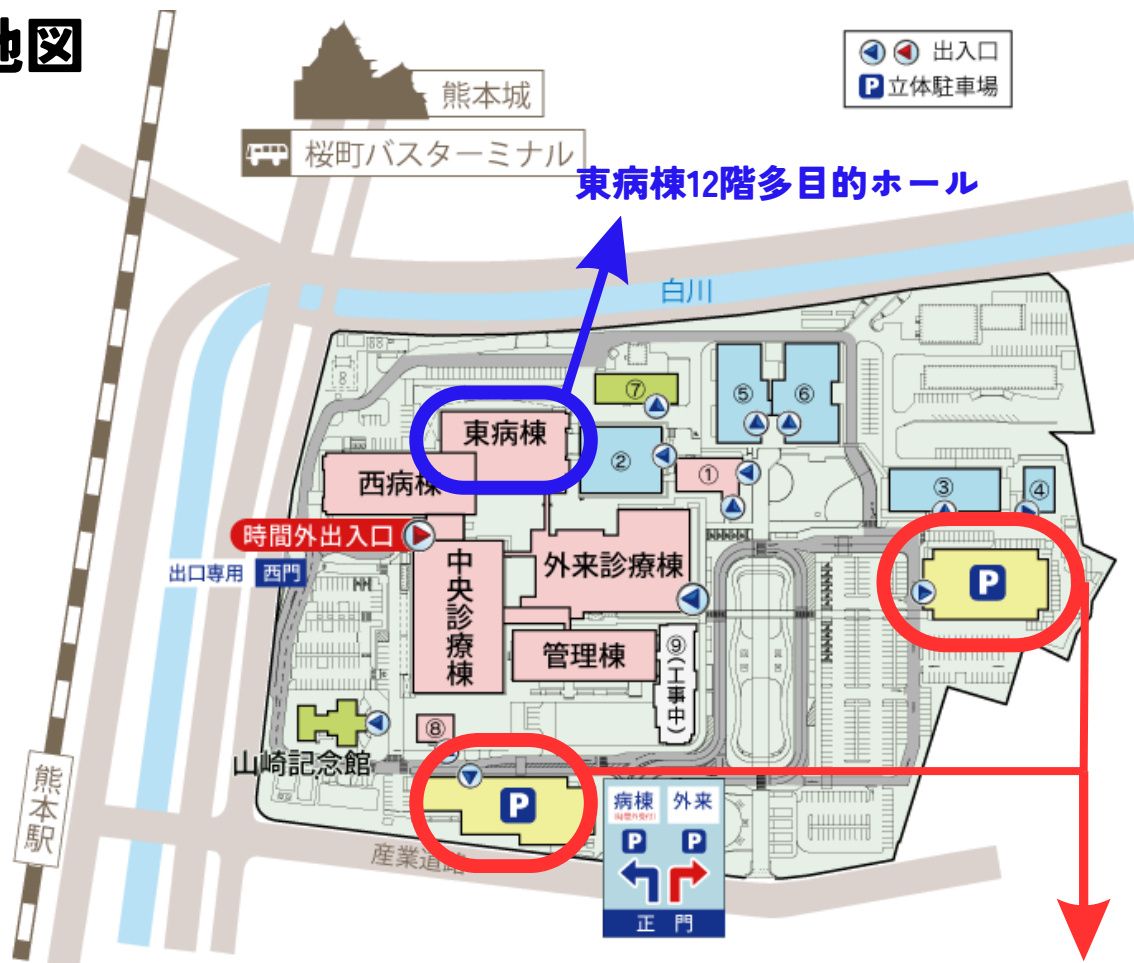 地図
熊本城
桜町バスターミナル
出入口
P 立体駐車場
東病棟12階多目的ホール
白川
⑦
⑤
⑥
東病棟
②
①
③
④
西病棟
時間外出入口
出口専用
西門
中央診療棟
外来診療棟
P
管理棟
⑨(工事中)
⑧
山崎記念館
熊本駅
P
病棟
外来
P
P
産業道路
正門